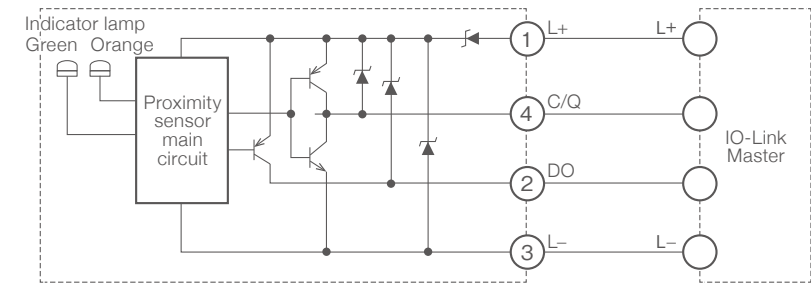 Indicator lamp
Green Orange
Proximity
sensor
main
circuit
1 L+ L+
4 C/Q
2 DO
3 L− L−
IO-Link
Master